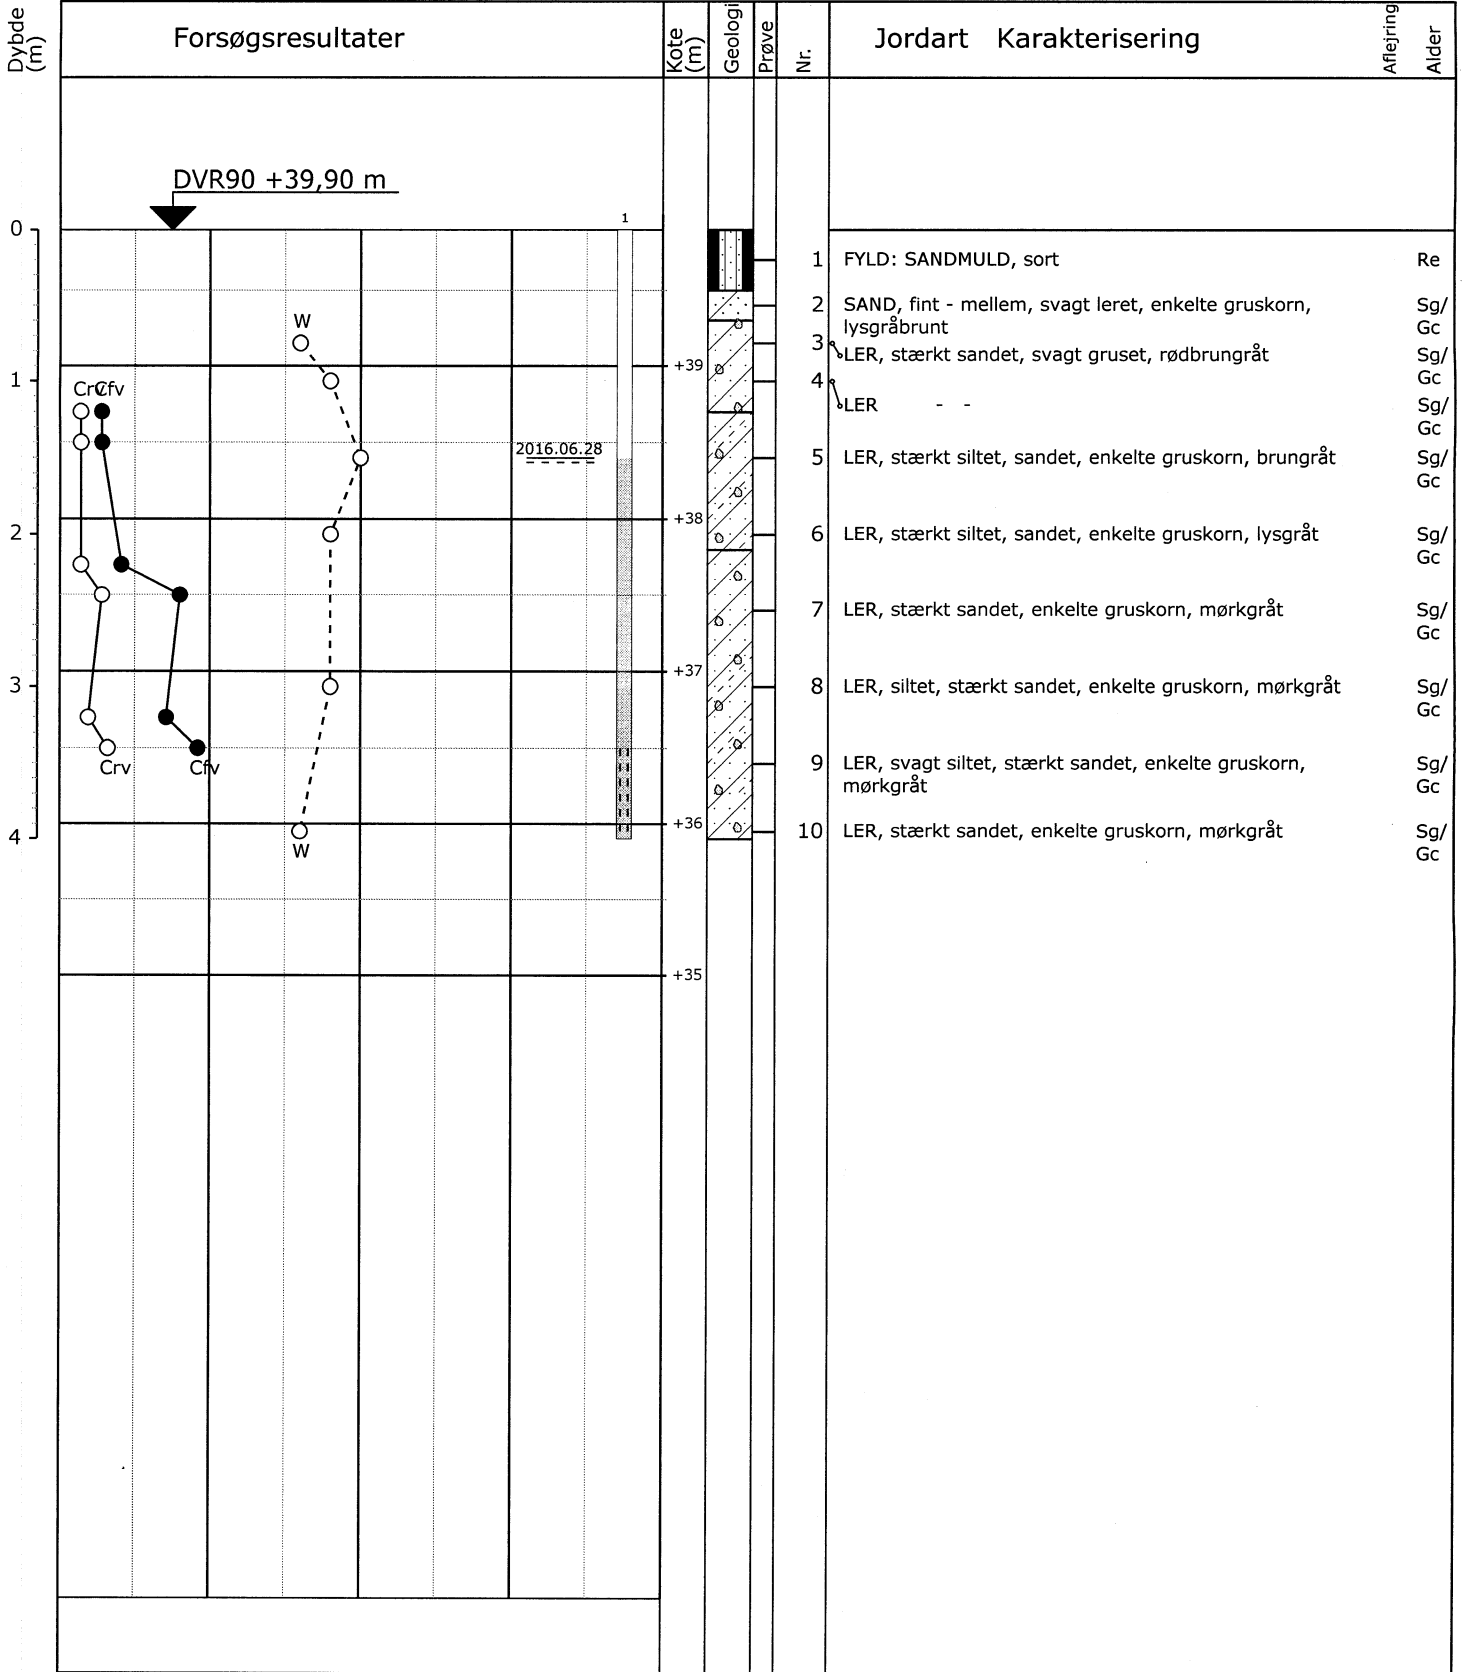 Dybde (m)
Forsøgsresultater
Kote (m)
Geologi
Prøve
Nr.
Jordart Karakterisering
Aflejring
Alder
DVR90 +39,90 m
0
1
1 FYLD: SANDMULD, sort Re
2 SAND, fint - mellem, svagt leret, enkelte gruskorn, Sg/
lysgråbrunt Gc
W
3 LER, stærkt sandet, svagt gruset, rødbrungråt Sg/
Gc
+39
1
4 LER - - Sg/
Gc
Crv Cfv
2016.06.28
5 LER, stærkt siltet, sandet, enkelte gruskorn, brungråt Sg/
Gc
+38
2
6 LER, stærkt siltet, sandet, enkelte gruskorn, lysgråt Sg/
Gc
7 LER, stærkt sandet, enkelte gruskorn, mørkgråt Sg/
Gc
+37
3
8 LER, siltet, stærkt sandet, enkelte gruskorn, mørkgråt Sg/
Gc
Crv Cfv
9 LER, svagt siltet, stærkt sandet, enkelte gruskorn, Sg/
mørkgråt Gc
+36
4
10 LER, stærkt sandet, enkelte gruskorn, mørkgråt Sg/
Gc
W
+35